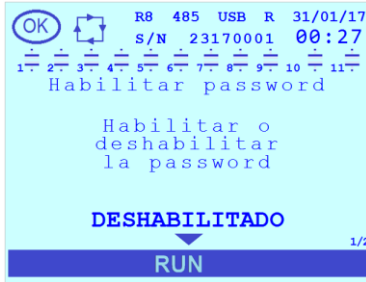 OK R8 485 USB R 31/01/17
S/N 23170001 00:27
1 2 3 4 5 6 7 8 9 10 11
Habilitar password
Habilitar o
deshabilitar
la password
DESHABILITADO
1/2
RUN